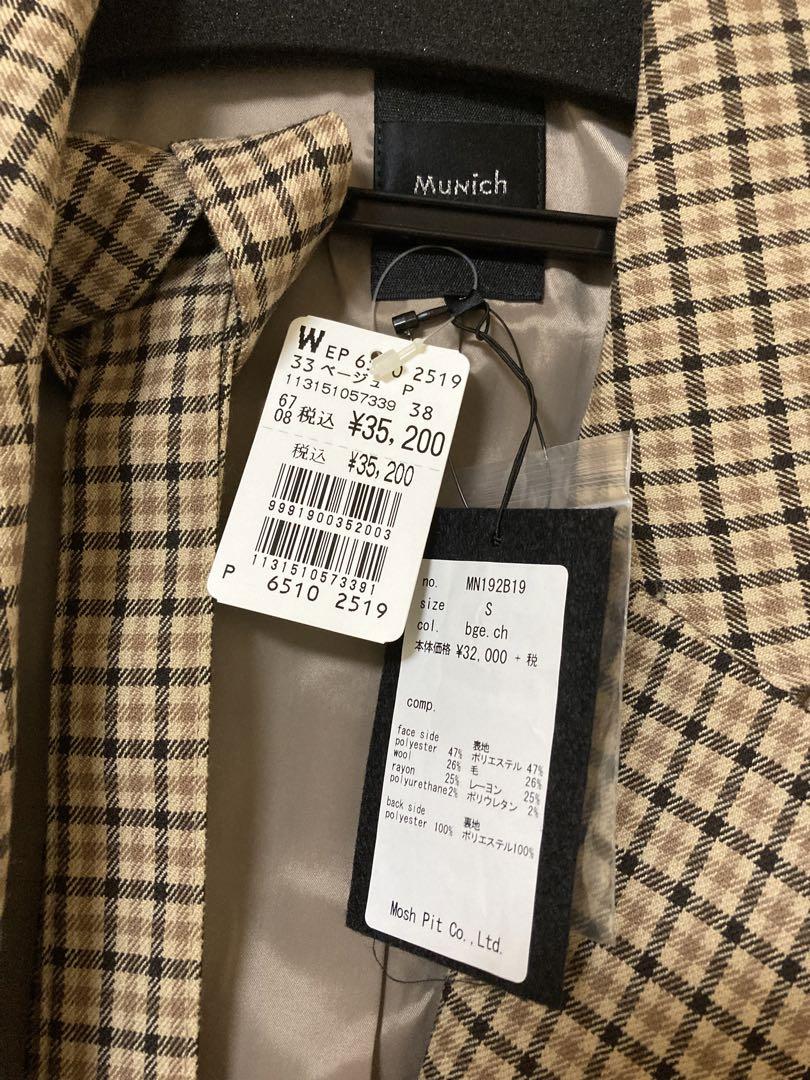 Munich
W EP 6 0 2519
33 ベージュ P
113151057339 38
67
08 税込 ¥35,200
税込 ¥35,200
9991900352003
1131510573391
P 6510 2519
no. MN192B19
size S
col. bge.ch
本体価格 ¥32,000 + 税
comp.
face side 表地
polyester 47% ポリエステル 47%
wool 26% 毛 26%
rayon 25% レーヨン 25%
polyurethane2% ポリウレタン 2%
back side 裏地
polyester 100% ポリエステル100%
Mosh Pit Co.,Ltd.